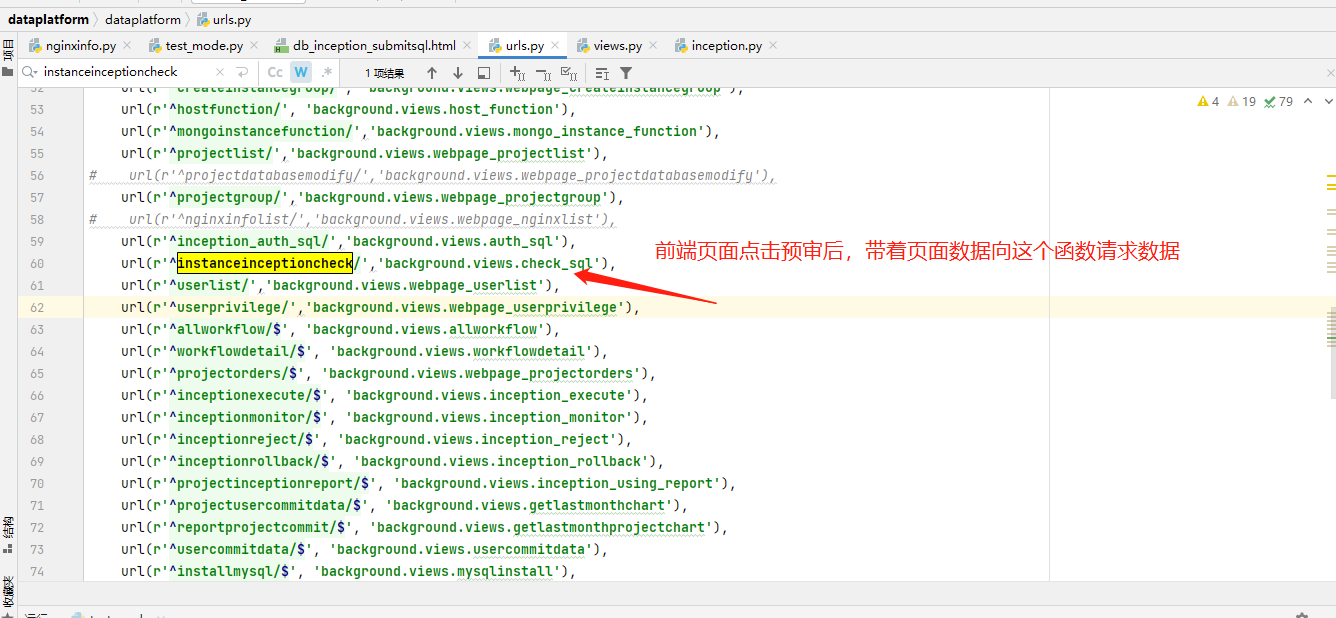 dataplatform dataplatform urls.py
项目 nginxinfo.py test_mode.py db_inception_submitsql.html urls.py views.py inception.py
instanceinceptioncheck Cc W .* 1 项结果
4 19 79
52 url(r'^createinstancegroup/', 'background.views.webpage_createinstancegroup'),
53 url(r'^hostfunction/', 'background.views.host_function'),
54 url(r'^mongoinstancefunction/','background.views.mongo_instance_function'),
55 url(r'^projectlist/','background.views.webpage_projectlist'),
56 # url(r'^projectdatabasemodify/','background.views.webpage_projectdatabasemodify'),
57 url(r'^projectgroup/','background.views.webpage_projectgroup'),
58 # url(r'^nginxinfolist/','background.views.webpage_nginxlist'),
59 url(r'^inception_auth_sql/','background.views.auth_sql'),
60 url(r'^instanceinceptioncheck/','background.views.check_sql'),
前端页面点击预审后，带着页面数据向这个函数请求数据
61 url(r'^userlist/','background.views.webpage_userlist'),
62 url(r'^userprivilege/','background.views.webpage_userprivilege'),
63 url(r'^allworkflow/$', 'background.views.allworkflow'),
64 url(r'^workflowdetail/$', 'background.views.workflowdetail'),
65 url(r'^projectorders/$', 'background.views.webpage_projectorders'),
66 url(r'^inceptionexecute/$', 'background.views.inception_execute'),
67 url(r'^inceptionmonitor/$', 'background.views.inception_monitor'),
68 url(r'^inceptionreject/$', 'background.views.inception_reject'),
69 url(r'^inceptionrollback/$', 'background.views.inception_rollback'),
70 url(r'^projectinceptionreport/$', 'background.views.inception_using_report'),
71 url(r'^projectusercommitdata/$', 'background.views.getlastmonthchart'),
72 url(r'^reportprojectcommit/$', 'background.views.getlastmonthprojectchart'),
73 url(r'^usercommitdata/$', 'background.views.usercommitdata'),
74 url(r'^installmysql/$', 'background.views.mysqlinstall'),
结构
收藏夹